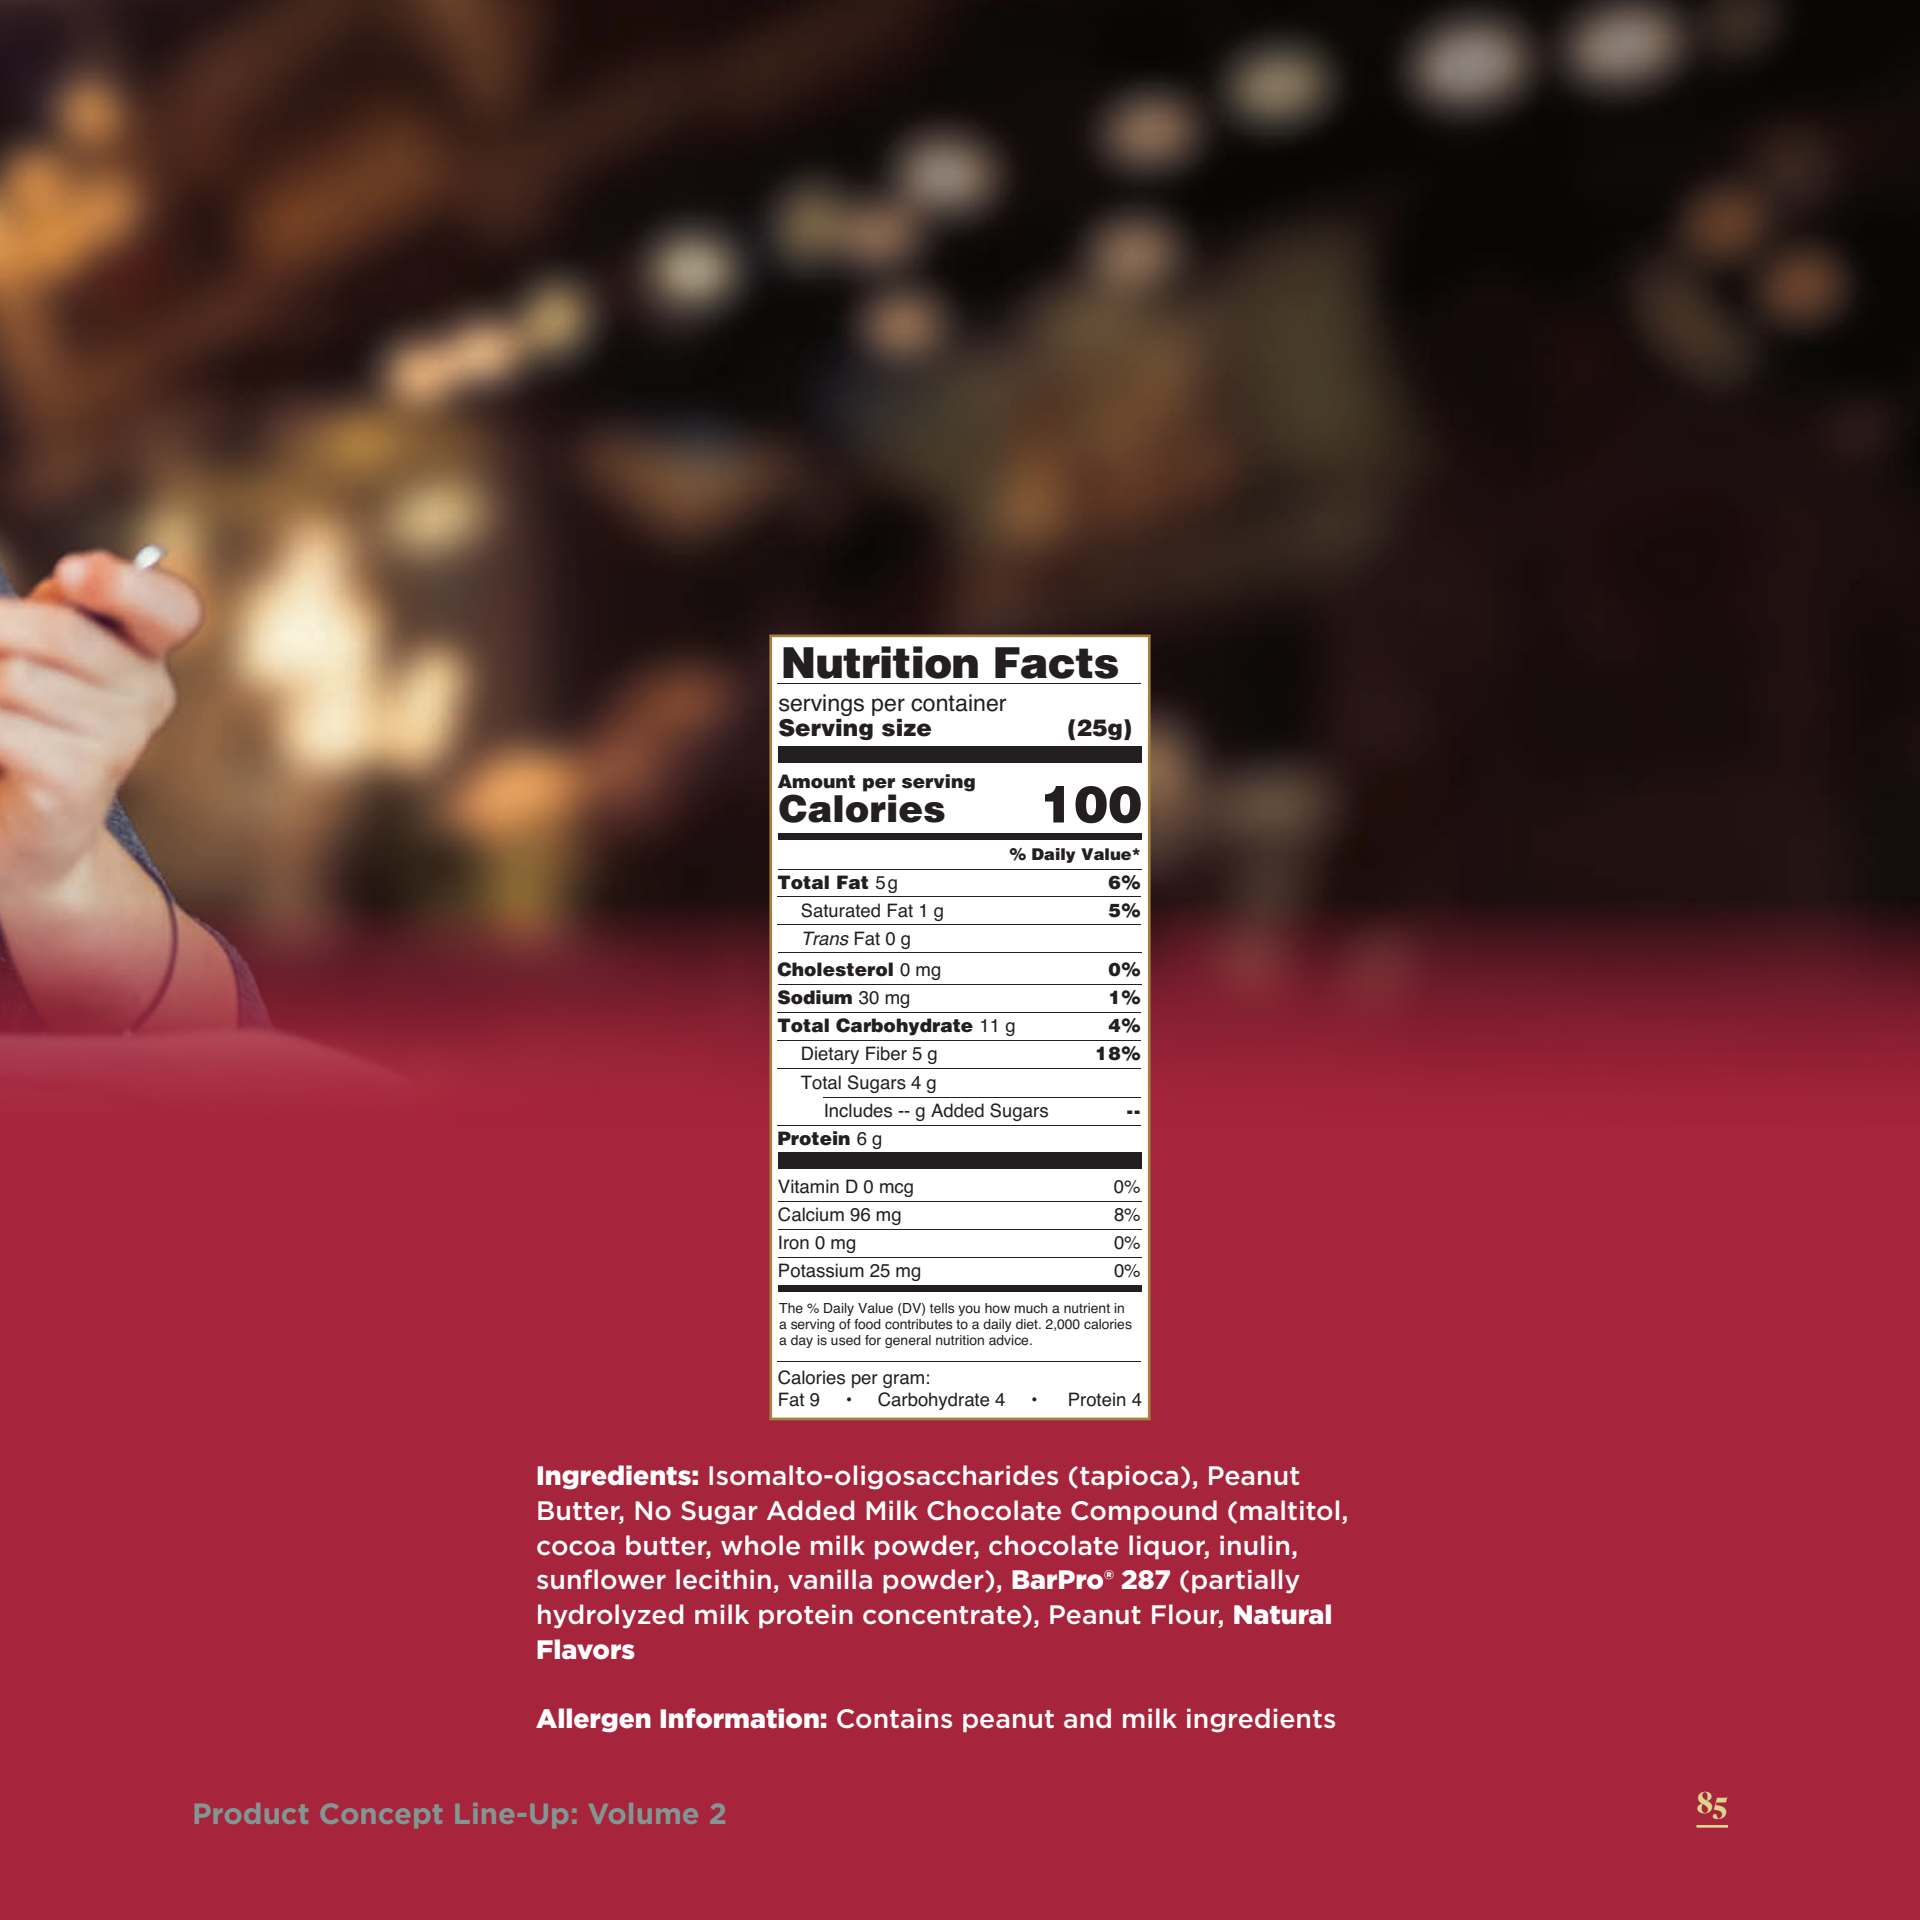 Nutrition Facts
servings per container
Serving size (25g)
Amount per serving
Calories 100
% Daily Value*
Total Fat 5g 6%
Saturated Fat 1 g 5%
Trans Fat 0 g
Cholesterol 0 mg 0%
Sodium 30 mg 1%
Total Carbohydrate 11 g 4%
Dietary Fiber 5 g 18%
Total Sugars 4 g
Includes -- g Added Sugars --
Protein 6 g
Vitamin D 0 mcg 0%
Calcium 96 mg 8%
Iron 0 mg 0%
Potassium 25 mg 0%
The % Daily Value (DV) tells you how much a nutrient in
a serving of food contributes to a daily diet. 2,000 calories
a day is used for general nutrition advice.
Calories per gram:
Fat 9 • Carbohydrate 4 • Protein 4
Ingredients: Isomalto-oligosaccharides (tapioca), Peanut
Butter, No Sugar Added Milk Chocolate Compound (maltitol,
cocoa butter, whole milk powder, chocolate liquor, inulin,
sunflower lecithin, vanilla powder), BarPro® 287 (partially
hydrolyzed milk protein concentrate), Peanut Flour, Natural
Flavors
Allergen Information: Contains peanut and milk ingredients
Product Concept Line-Up: Volume 2
85